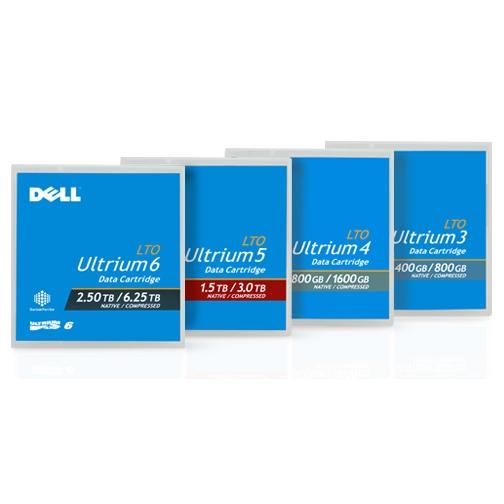 DELL
LTO
Ultrium 6
Data Cartridge
2.50 TB / 6.25 TB
NATIVE / COMPRESSED
ULTRIUM 6
LTO
Ultrium 5
Data Cartridge
1.5 TB / 3.0 TB
NATIVE / COMPRESSED
LTO
Ultrium 4
Data Cartridge
800 GB / 1600 GB
NATIVE / COMPRESSED
LTO
Ultrium 3
Data Cartridge
400 GB / 800 GB
NATIVE / COMPRESSED